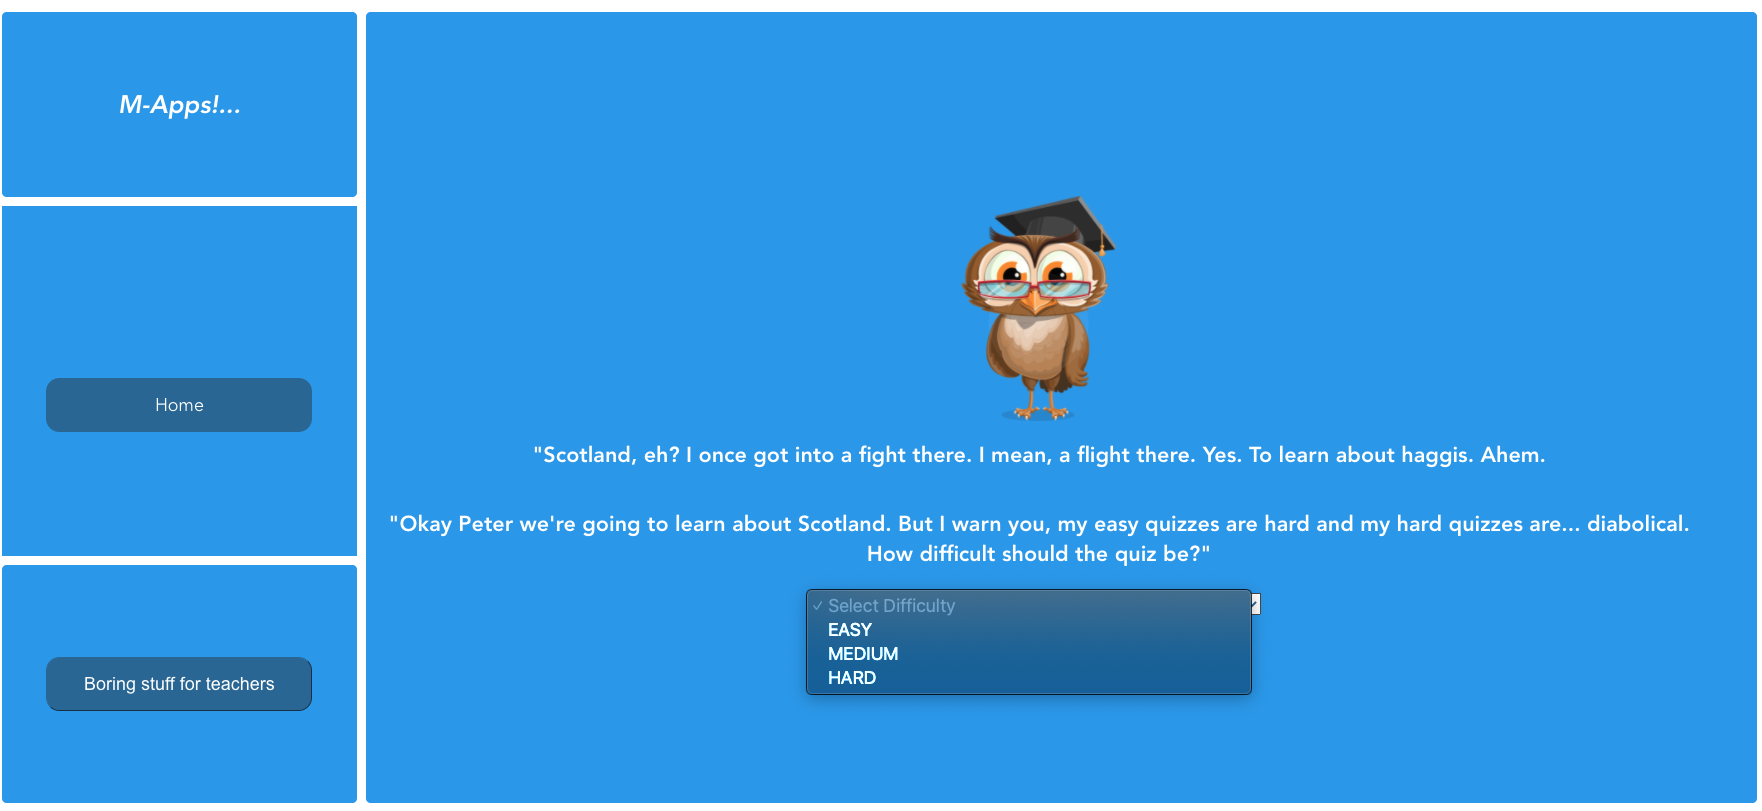 M-Apps!...
Home
Boring stuff for teachers
"Scotland, eh? I once got into a fight there. I mean, a flight there. Yes. To learn about haggis. Ahem.
"Okay Peter we're going to learn about Scotland. But I warn you, my easy quizzes are hard and my hard quizzes are... diabolical.
How difficult should the quiz be?"
✓ Select Difficulty
EASY
MEDIUM
HARD